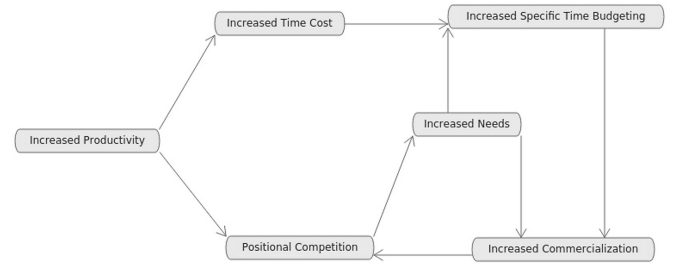 Increased Time Cost
Increased Specific Time Budgeting
Increased Needs
Increased Productivity
Positional Competition
Increased Commercialization